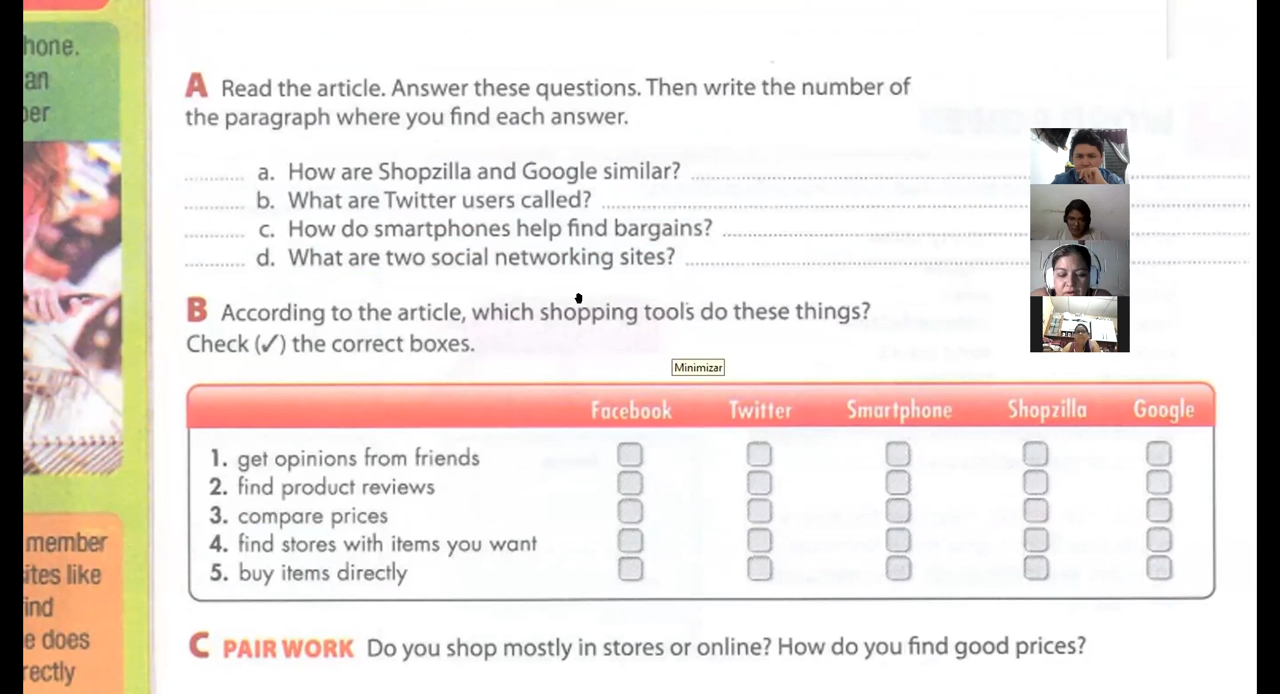 hone.
an
per
A Read the article. Answer these questions. Then write the number of
the paragraph where you find each answer.
a. How are Shopzilla and Google similar?
b. What are Twitter users called?
c. How do smartphones help find bargains?
d. What are two social networking sites?
B According to the article, which shopping tools do these things?
Check (✓) the correct boxes.
Minimizar
Facebook Twitter Smartphone Shopzilla Google
1. get opinions from friends
2. find product reviews
3. compare prices
4. find stores with items you want
5. buy items directly
member
ites like
ind
e does
rectly
C PAIR WORK Do you shop mostly in stores or online? How do you find good prices?